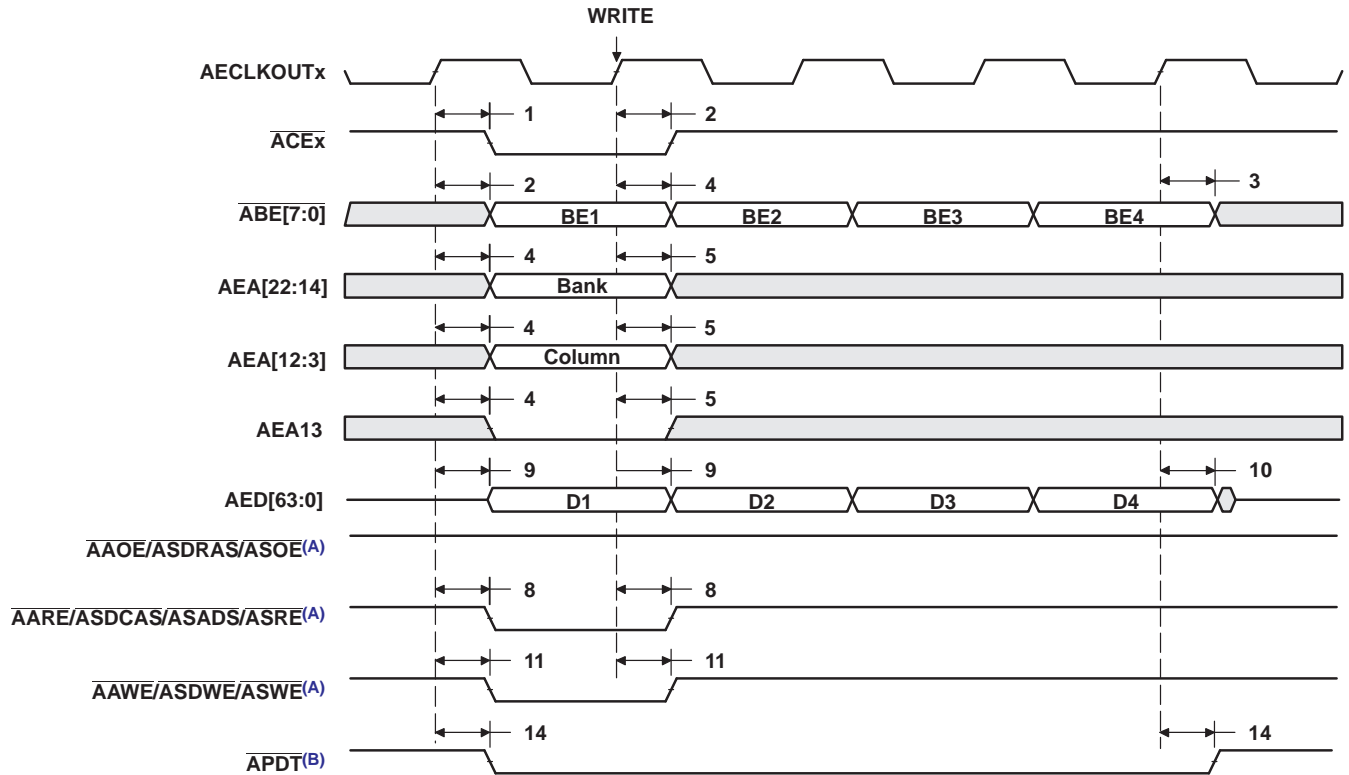 WRITE
AECLKOUTx
1 2
ACEx
2 4 3
ABE[7:0] BE1 BE2 BE3 BE4
4 5
AEA[22:14] Bank
4 5
AEA[12:3] Column
4 5
AEA13
9 9 10
AED[63:0] D1 D2 D3 D4
AAOE/ASDRAS/ASOE(A)
8 8
AARE/ASDCAS/ASADS/ASRE(A)
11 11
AAWE/ASDWE/ASWE(A)
14 14
APDT(B)